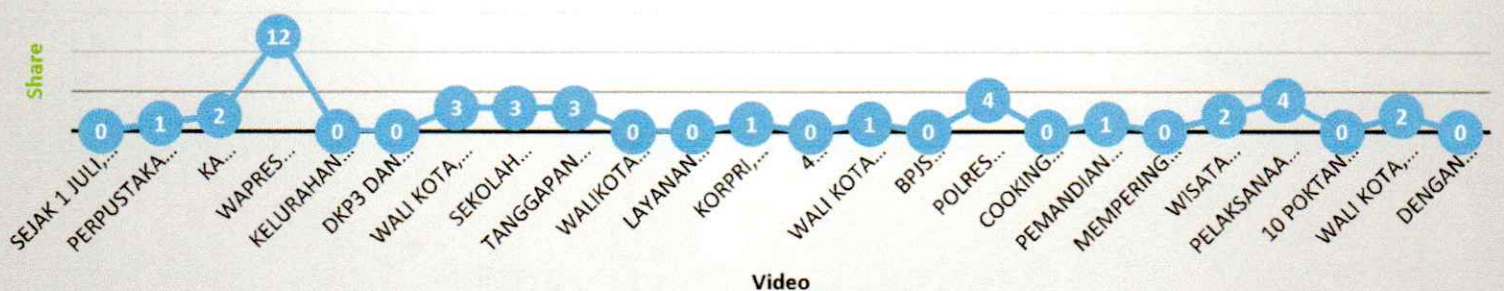 Share
0 1 2 12 0 0 3 3 3 0 0 1 0 1 0 4 0 1 0 2 4 0 2 0
SEJAK 1 JULI,...
PERPUSTAKA...
KA...
WAPRES...
KELURAHAN...
DKP3 DAN...
WALI KOTA,...
SEKOLAH...
TANGGAPAN...
WALIKOTA...
LAYANAN...
KORPRI,...
4...
WALI KOTA...
BPJS...
POLRES...
COOKING...
PEMANDIAN...
MEMPERING...
WISATA...
PELAKSANAA...
10 POKTAN...
WALI KOTA,...
DENGAN...
Video